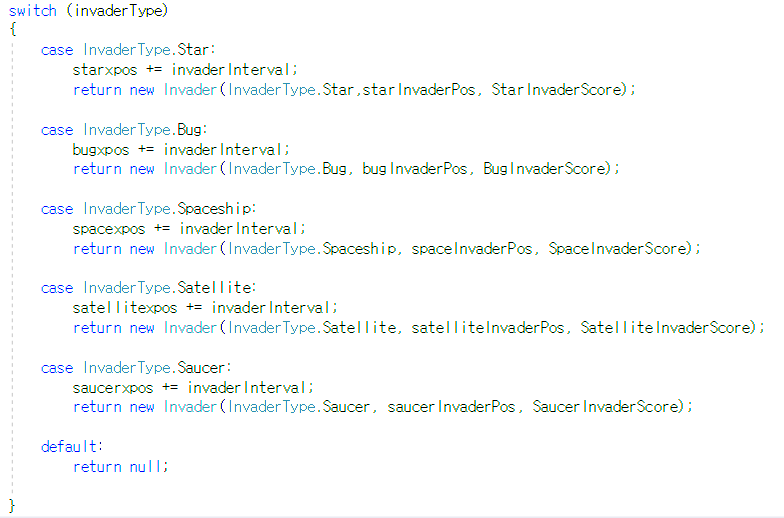 switch (invaderType)
{
case InvaderType.Star:
starxpos += invaderInterval;
return new Invader(InvaderType.Star,starInvaderPos, StarInvaderScore);
case InvaderType.Bug:
bugxpos += invaderInterval;
return new Invader(InvaderType.Bug, bugInvaderPos, BugInvaderScore);
case InvaderType.Spaceship:
spacexpos += invaderInterval;
return new Invader(InvaderType.Spaceship, spaceInvaderPos, SpaceInvaderScore);
case InvaderType.Satellite:
satellitexpos += invaderInterval;
return new Invader(InvaderType.Satellite, satelliteInvaderPos, SatelliteInvaderScore);
case InvaderType.Saucer:
saucerxpos += invaderInterval;
return new Invader(InvaderType.Saucer, saucerInvaderPos, SaucerInvaderScore);
default:
return null;
}